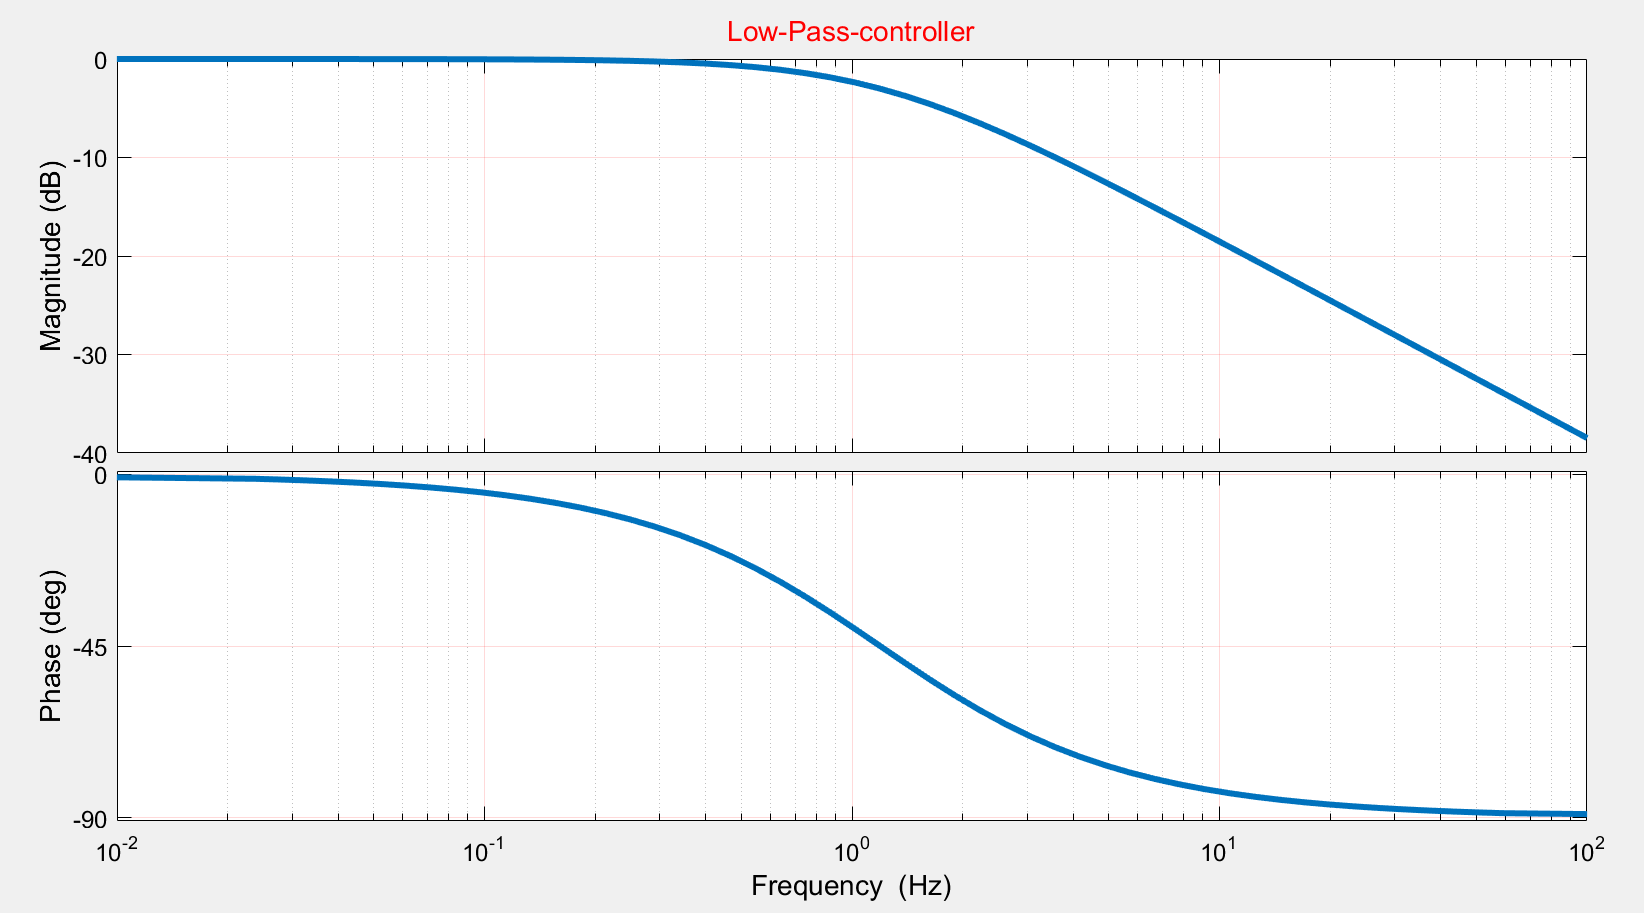 Low-Pass-controller
0
-10
-20
-30
-40
Magnitude (dB)
0
-45
-90
Phase (deg)
10^-2 10^-1 10^0 10^1 10^2
Frequency (Hz)